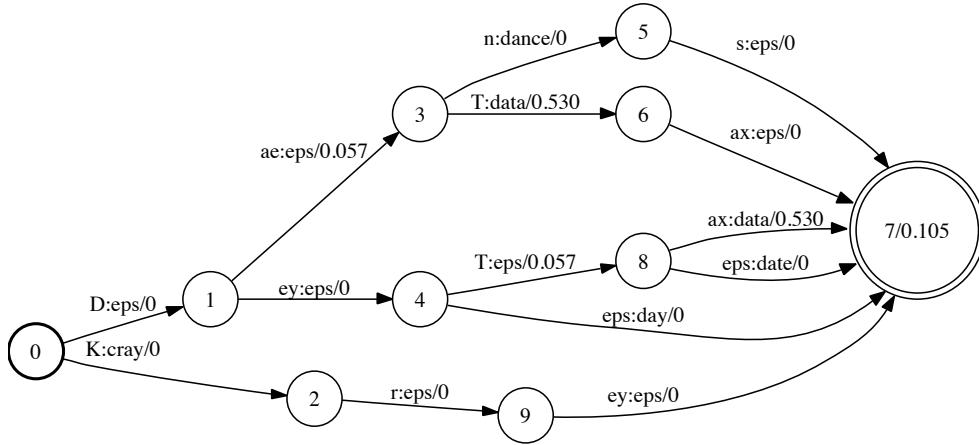 n:dance/0
5
s:eps/0
3
T:data/0.530
6
ae:eps/0.057
ax:eps/0
ax:data/0.530
7/0.105
T:eps/0.057
8
eps:date/0
D:eps/0
1
ey:eps/0
4
eps:day/0
0
K:cray/0
2
r:eps/0
9
ey:eps/0